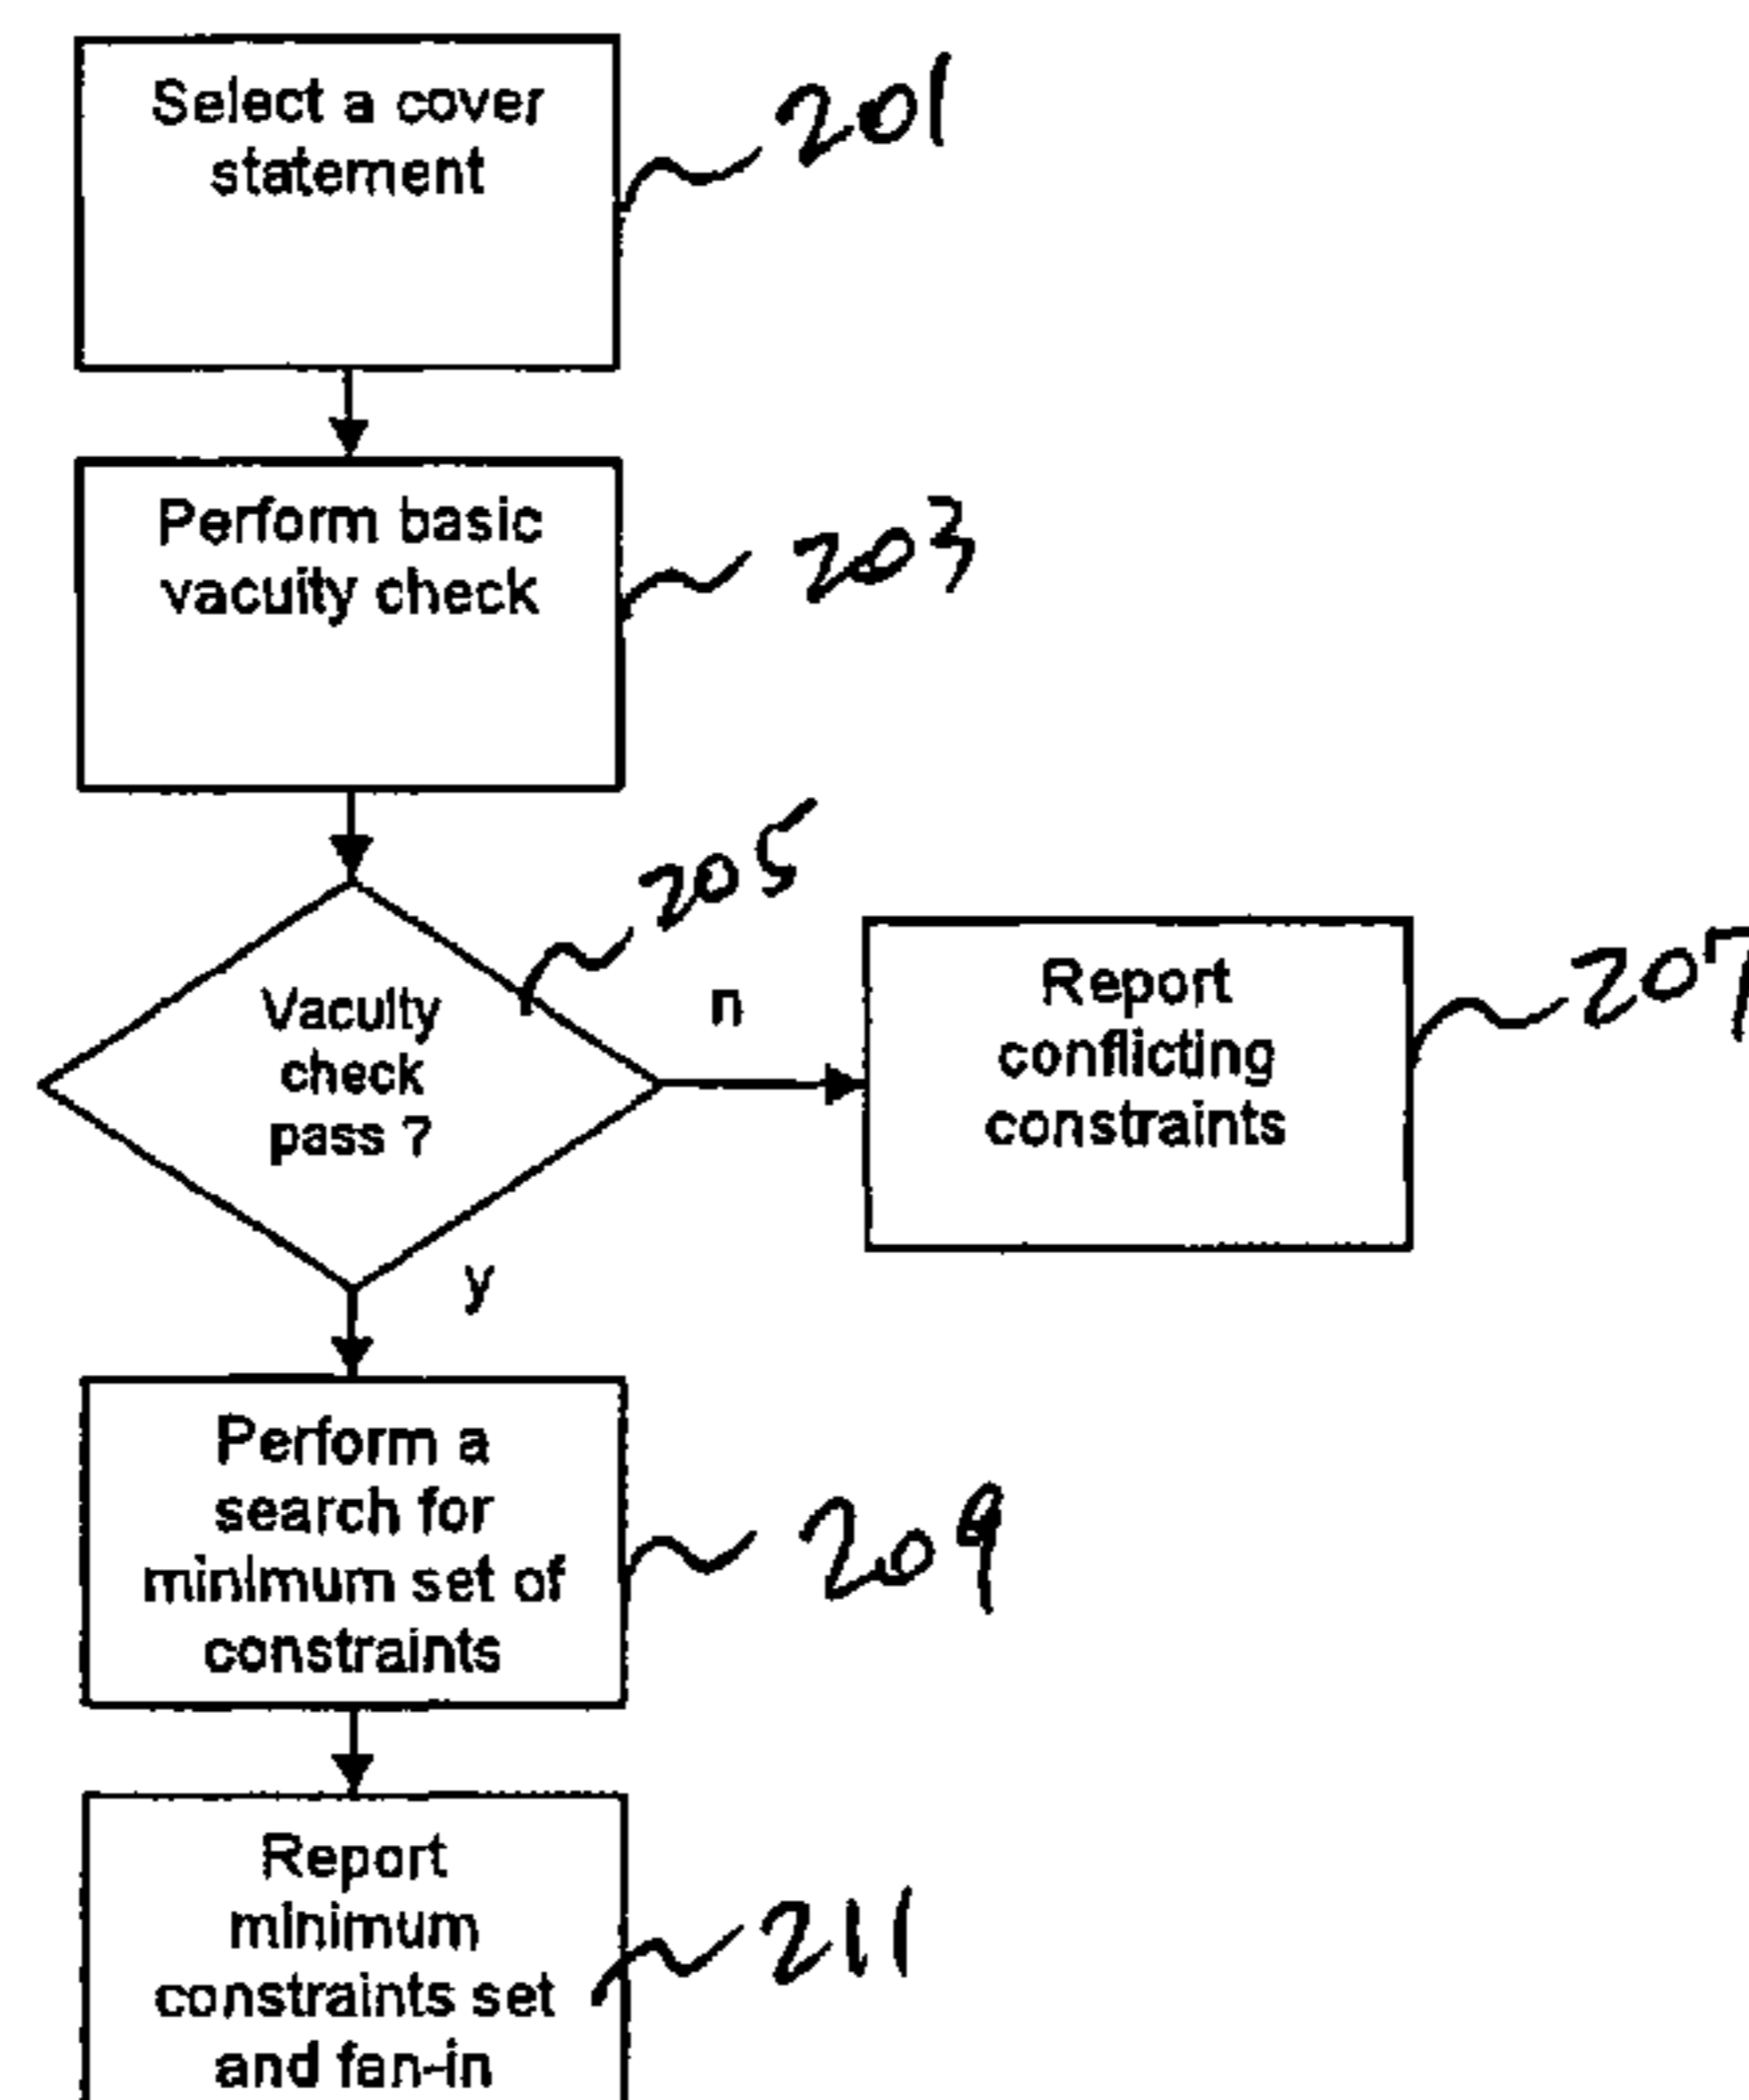 Select a cover
statement
201
Perform basic
vacuity check
203
205
Vacuity
check
pass ?
n
Report
conflicting
constraints
207
y
Perform a
search for
minimum set of
constraints
209
Report
minimum
constraints set
and fan-in
211